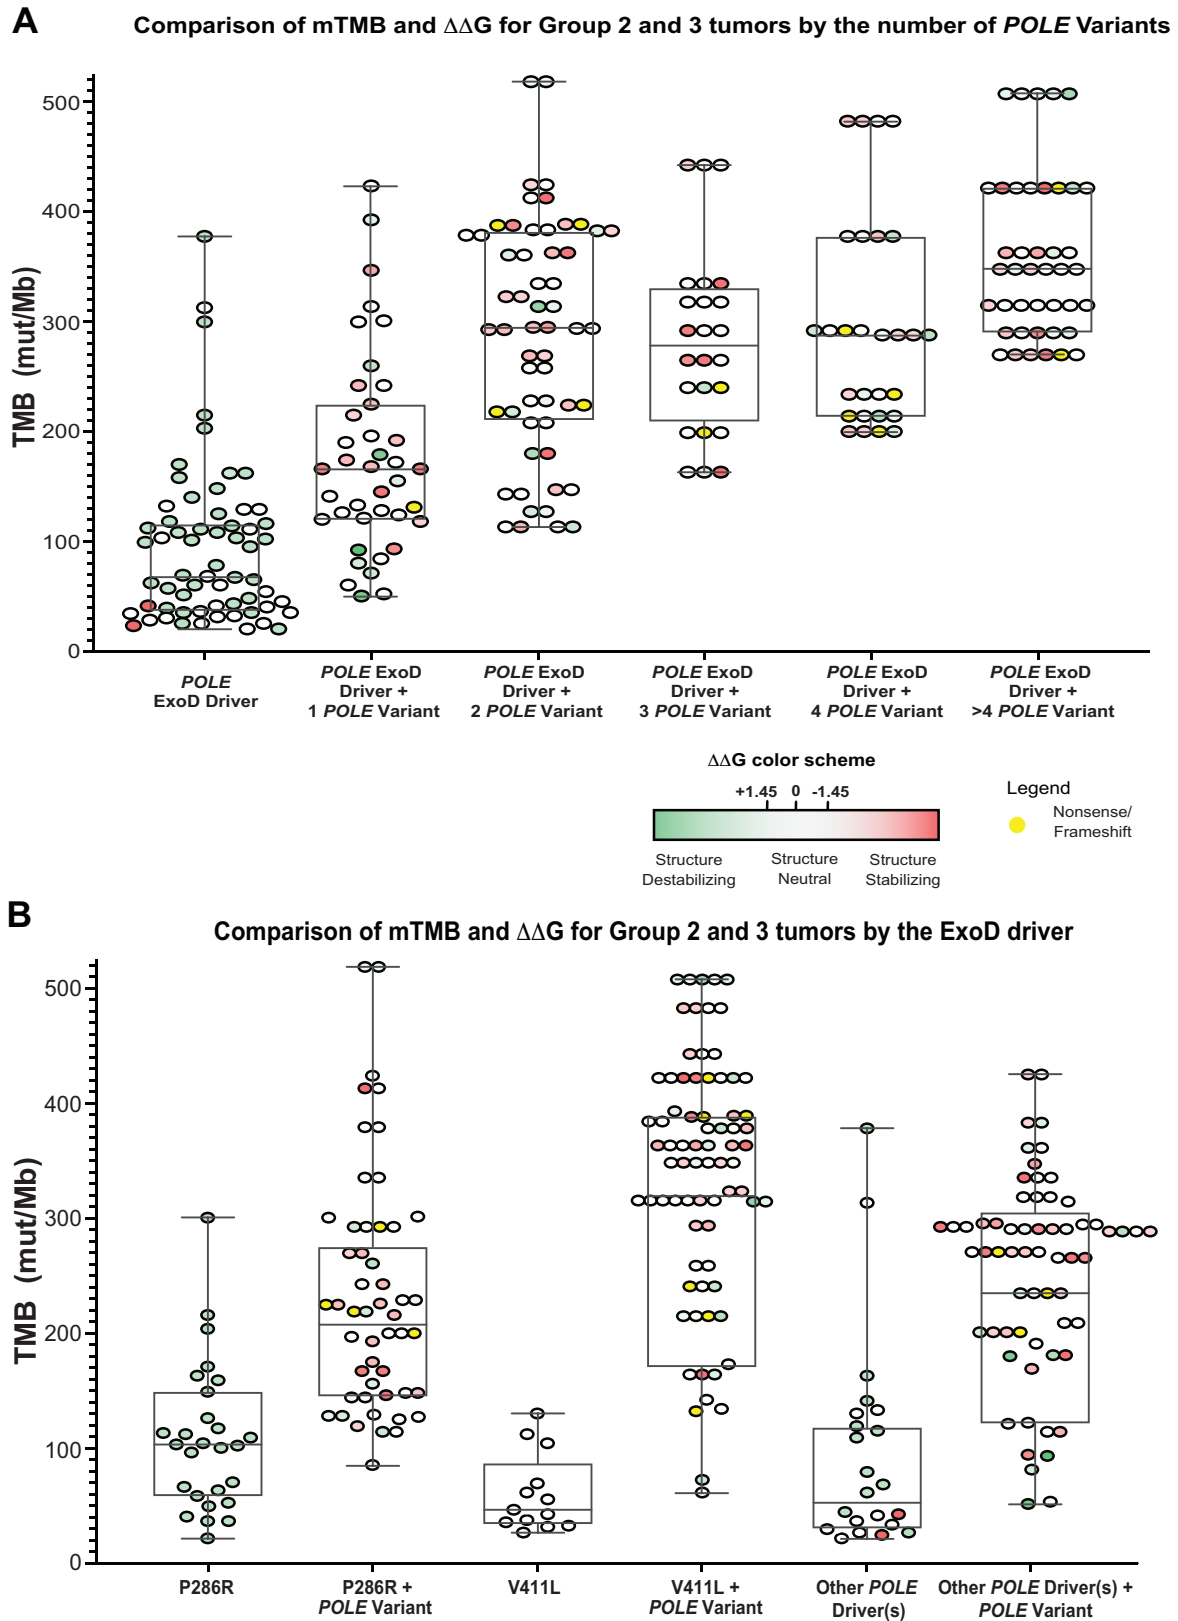 A
Comparison of mTMB and ΔΔG for Group 2 and 3 tumors by the number of POLE Variants
TMB (mut/Mb)
500
400
300
200
100
0
POLE
ExoD Driver
POLE ExoD
Driver +
1 POLE Variant
POLE ExoD
Driver +
2 POLE Variant
POLE ExoD
Driver +
3 POLE Variant
POLE ExoD
Driver +
4 POLE Variant
POLE ExoD
Driver +
>4 POLE Variant
ΔΔG color scheme
+1.45 0 -1.45
Structure
Destabilizing
Structure
Neutral
Structure
Stabilizing
Legend
Nonsense/
Frameshift
B
Comparison of mTMB and ΔΔG for Group 2 and 3 tumors by the ExoD driver
TMB (mut/Mb)
500
400
300
200
100
0
P286R
P286R +
POLE Variant
V411L
V411L +
POLE Variant
Other POLE
Driver(s)
Other POLE Driver(s) +
POLE Variant